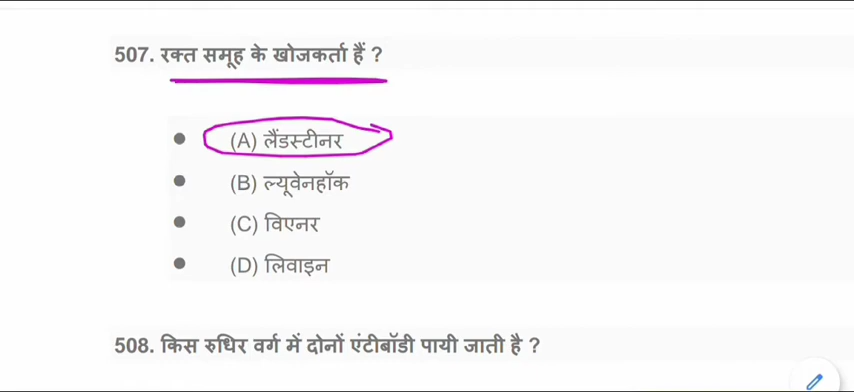 507. रक्त समूह के खोजकर्ता हैं ?
(A) लैंडस्टीनर
(B) ल्यूवेनहॉक
(C) विएनर
(D) लिवाइन
508. किस रुधिर वर्ग में दोनों एंटीबॉडी पायी जाती है ?